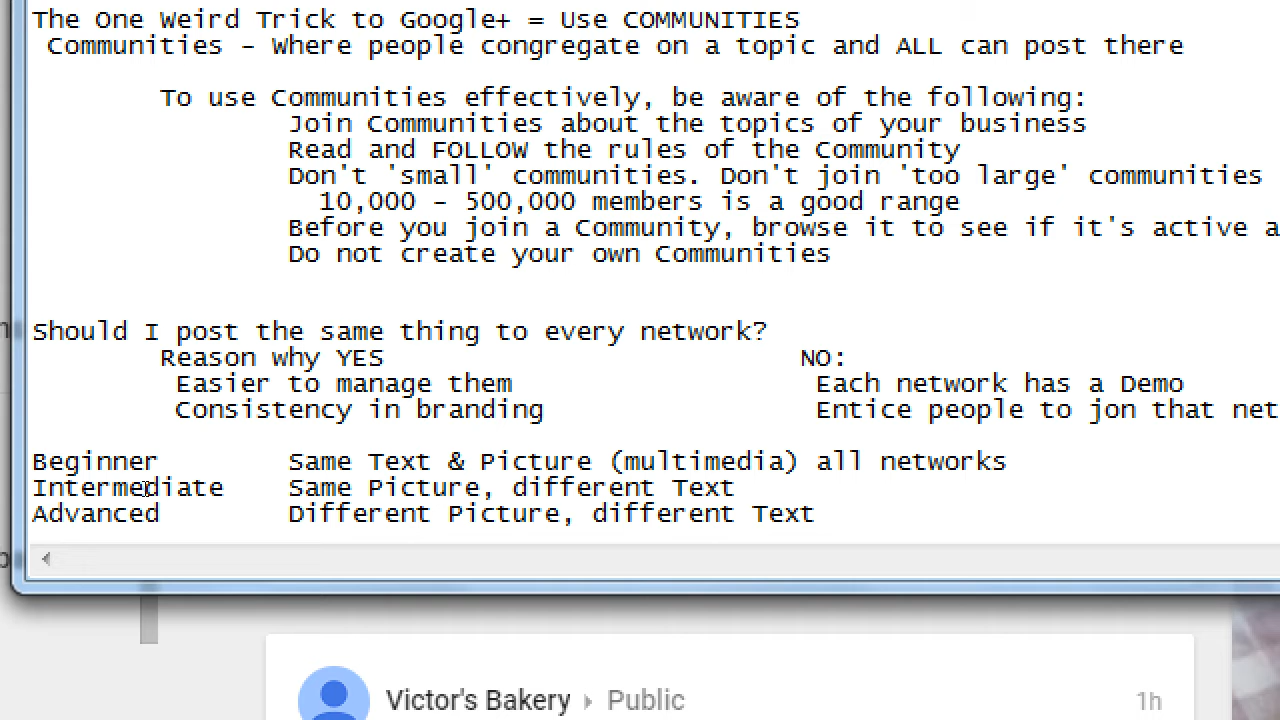 The One Weird Trick to Google+ = Use COMMUNITIES
Communities – Where people congregate on a topic and ALL can post there
To use Communities effectively, be aware of the following:
Join Communities about the topics of your business
Read and FOLLOW the rules of the Community
Don't 'small' communities. Don't join 'too large' communities
10,000 – 500,000 members is a good range
Before you join a Community, browse it to see if it's active
Do not create your own Communities
Should I post the same thing to every network?
Reason why YES NO:
Easier to manage them Each network has a Demo
Consistency in branding Entice people to jon that
Beginner Same Text & Picture (multimedia) all networks
Intermediate Same Picture, different Text
Advanced Different Picture, different Text
Victor's Bakery Public 1h